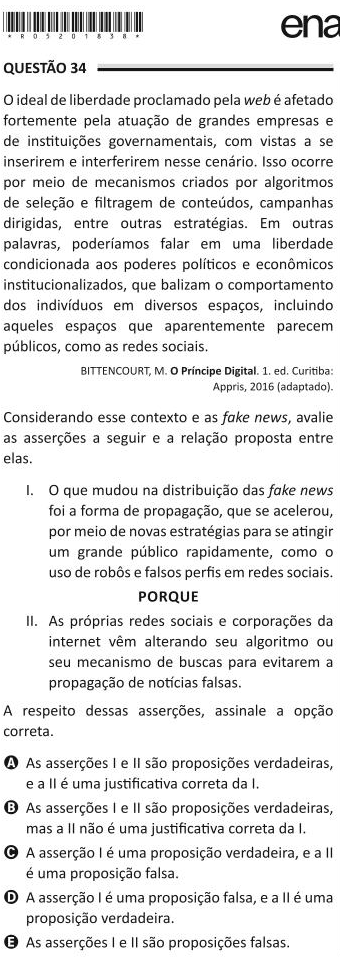 *R05201838*
ena
QUESTÃO 34
O ideal de liberdade proclamado pela web é afetado
fortemente pela atuação de grandes empresas e
de instituições governamentais, com vistas a se
inserirem e interferirem nesse cenário. Isso ocorre
por meio de mecanismos criados por algoritmos
de seleção e filtragem de conteúdos, campanhas
dirigidas, entre outras estratégias. Em outras
palavras, poderíamos falar em uma liberdade
condicionada aos poderes políticos e econômicos
institucionalizados, que balizam o comportamento
dos indivíduos em diversos espaços, incluindo
aqueles espaços que aparentemente parecem
públicos, como as redes sociais.
BITTENCOURT, M. O Príncipe Digital. 1. ed. Curitiba:
Appris, 2016 (adaptado).
Considerando esse contexto e as fake news, avalie
as asserções a seguir e a relação proposta entre
elas.
I. O que mudou na distribuição das fake news
foi a forma de propagação, que se acelerou,
por meio de novas estratégias para se atingir
um grande público rapidamente, como o
uso de robôs e falsos perfis em redes sociais.
PORQUE
II. As próprias redes sociais e corporações da
internet vêm alterando seu algoritmo ou
seu mecanismo de buscas para evitarem a
propagação de notícias falsas.
A respeito dessas asserções, assinale a opção
correta.
A As asserções I e II são proposições verdadeiras,
e a II é uma justificativa correta da I.
B As asserções I e II são proposições verdadeiras,
mas a II não é uma justificativa correta da I.
C A asserção I é uma proposição verdadeira, e a II
é uma proposição falsa.
D A asserção I é uma proposição falsa, e a II é uma
proposição verdadeira.
E As asserções I e II são proposições falsas.